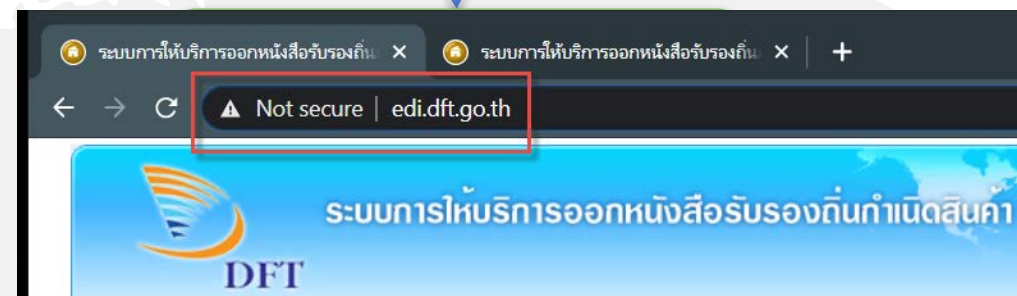 ระบบการให้บริการออกหนังสือรับรองถิ่น ระบบการให้บริการออกหนังสือรับรองถิ่น
Not secure | edi.dft.go.th
ระบบการให้บริการออกหนังสือรับรองถิ่นกำเนิดสินค้า
DFT